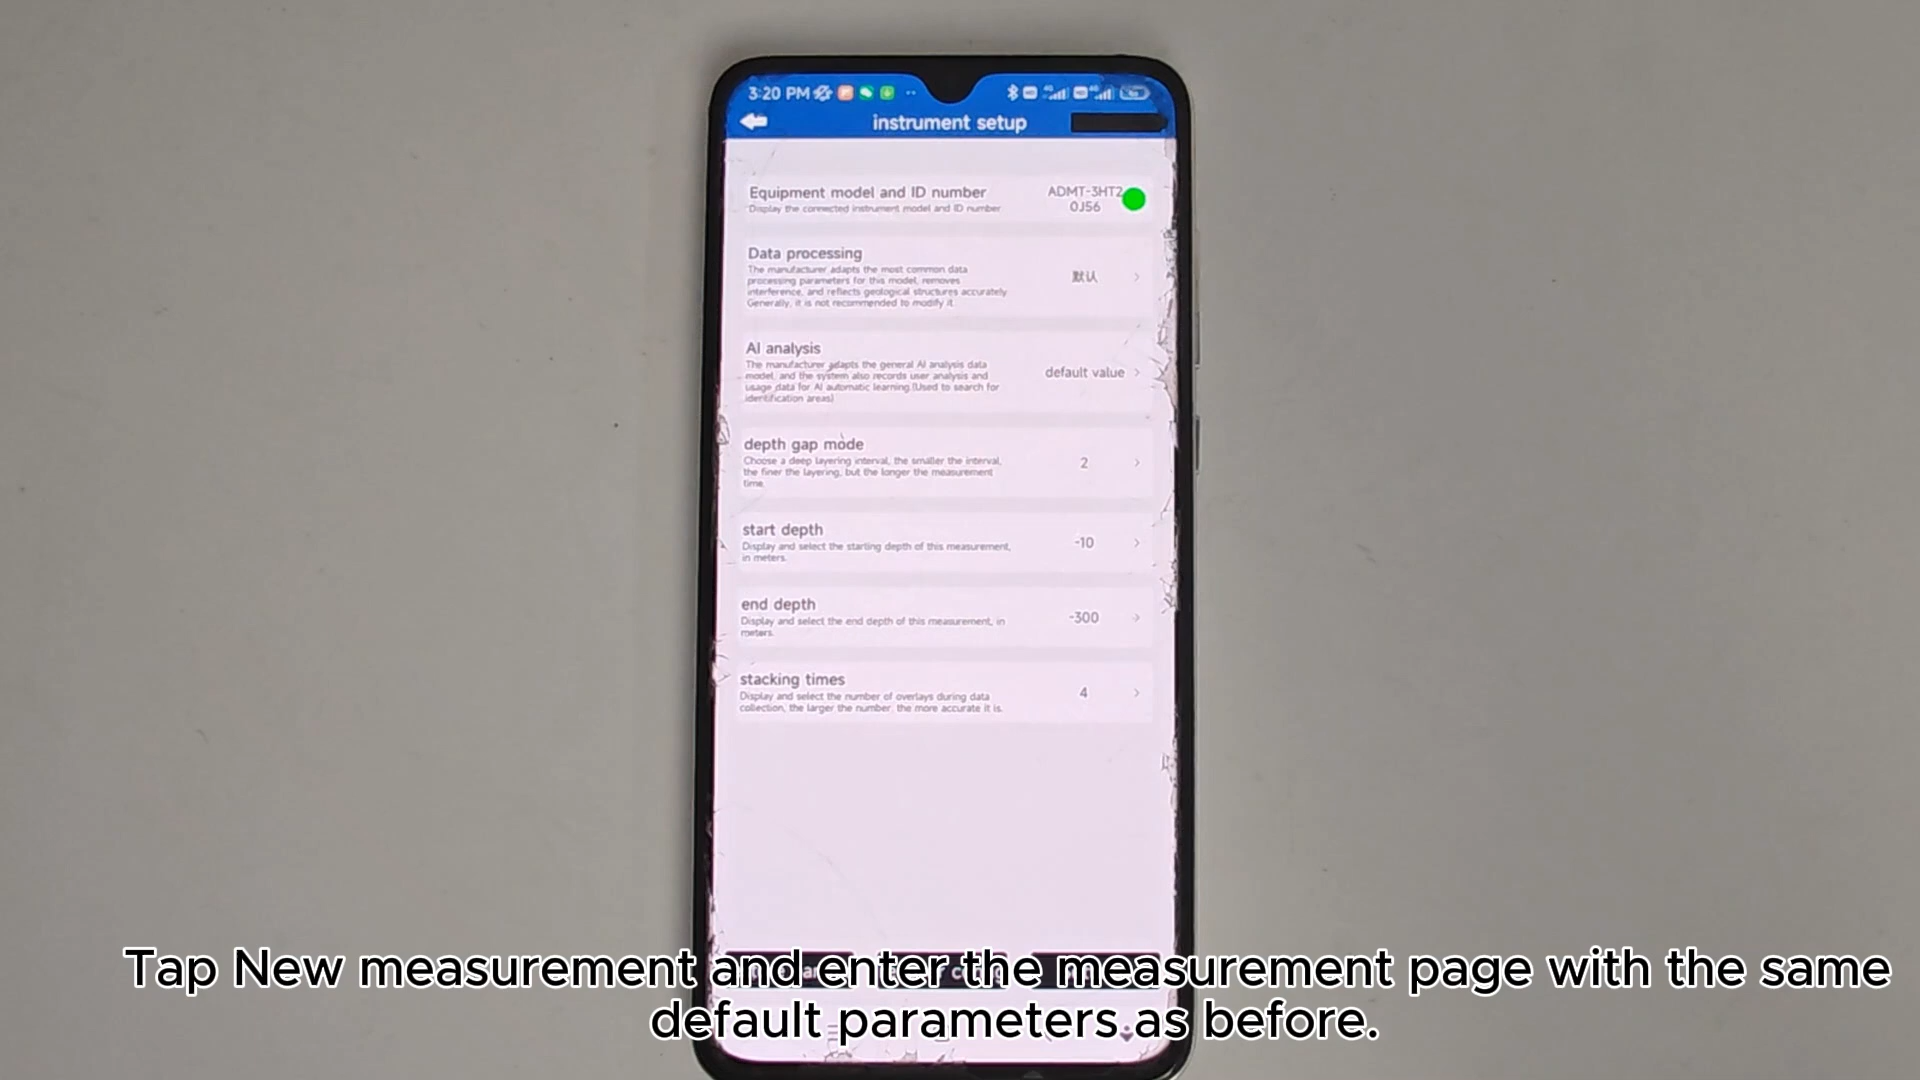 3:20 PM
instrument setup
Equipment model and ID number
Display the connected instrument model and ID number
ADMT-3HT2
0J56
Data processing
The manufacturer adapts the most common data
processing parameters for this model, removes
interference, and reflects geological structures accurately
Generally, it is not recommended to modify it
默认
AI analysis
The manufacturer adapts the general AI analysis data
model, and the system also records user analysis and
usage data for AI automatic learning (Used to search for
identification areas)
default value
depth gap mode
Choose a deep layering interval, the smaller the interval,
the finer the layering, but the longer the measurement
time.
2
start depth
Display and select the starting depth of this measurement,
in meters.
-10
end depth
Display and select the end depth of this measurement, in
meters.
-300
stacking times
Display and select the number of overlays during data
collection, the larger the number, the more accurate it is.
4
Tap New measurement and enter the measurement page with the same
default parameters as before.